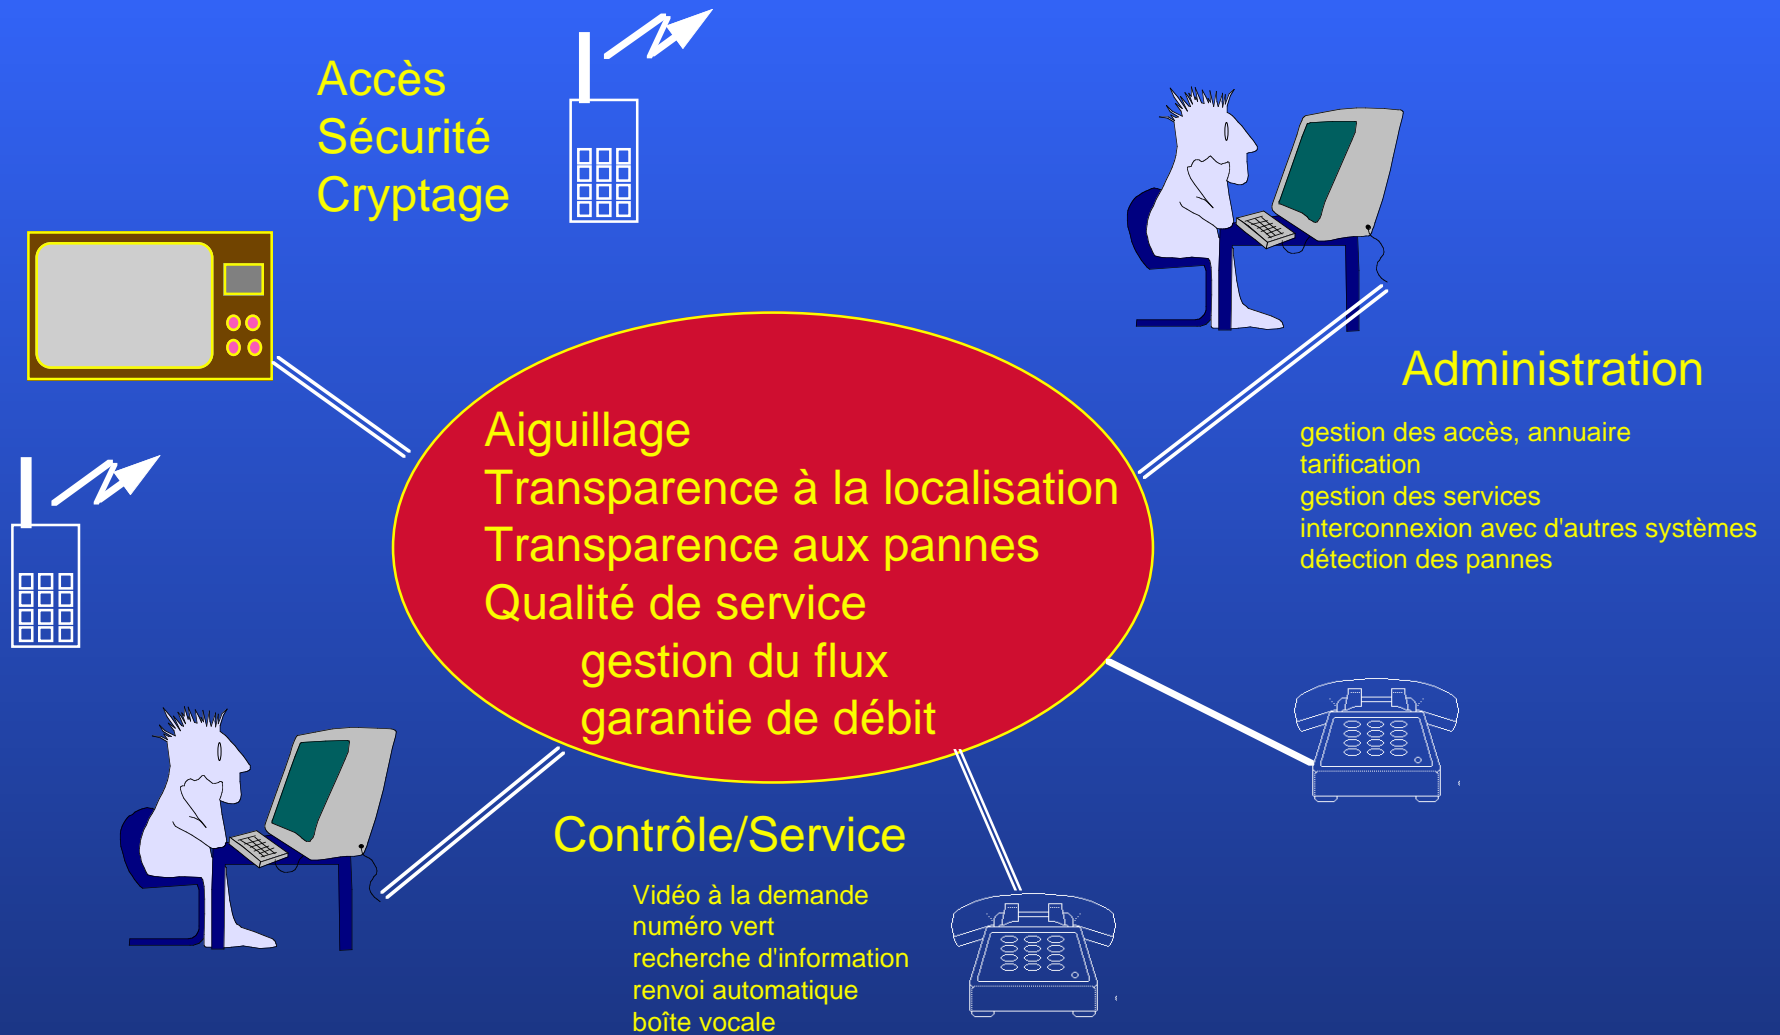 Accès
Sécurité
Cryptage
Aiguillage
Transparence à la localisation
Transparence aux pannes
Qualité de service
gestion du flux
garantie de débit
Administration
gestion des accès, annuaire
tarification
gestion des services
interconnexion avec d'autres systèmes
détection des pannes
Contrôle/Service
Vidéo à la demande
numéro vert
recherche d'information
renvoi automatique
boîte vocale